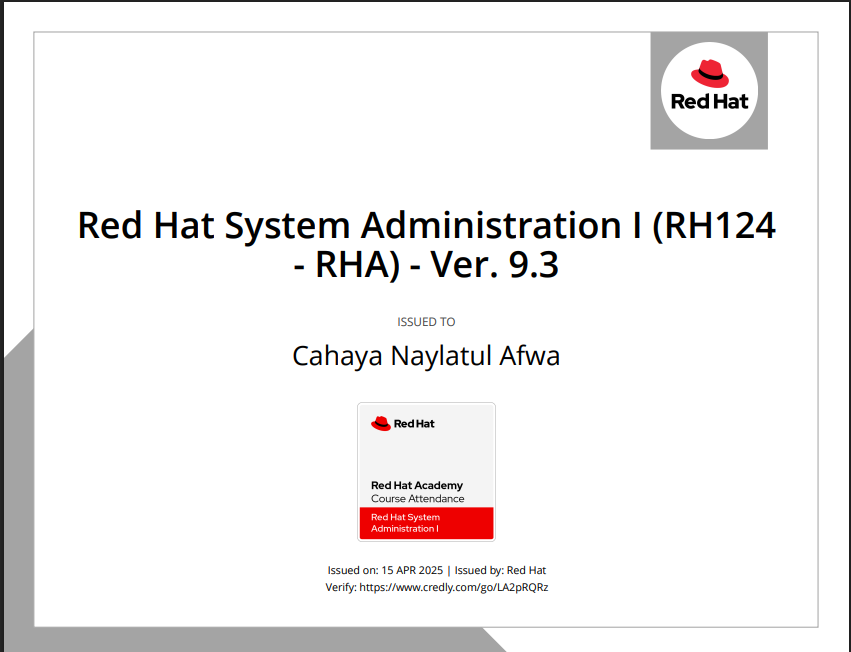 Red Hat
Red Hat System Administration I (RH124
- RHA) - Ver. 9.3
ISSUED TO
Cahaya Naylatul Afwa
Red Hat
Red Hat Academy
Course Attendance
Red Hat System
Administration I
Issued on: 15 APR 2025 | Issued by: Red Hat
Verify: https://www.credly.com/go/LA2pRQRz